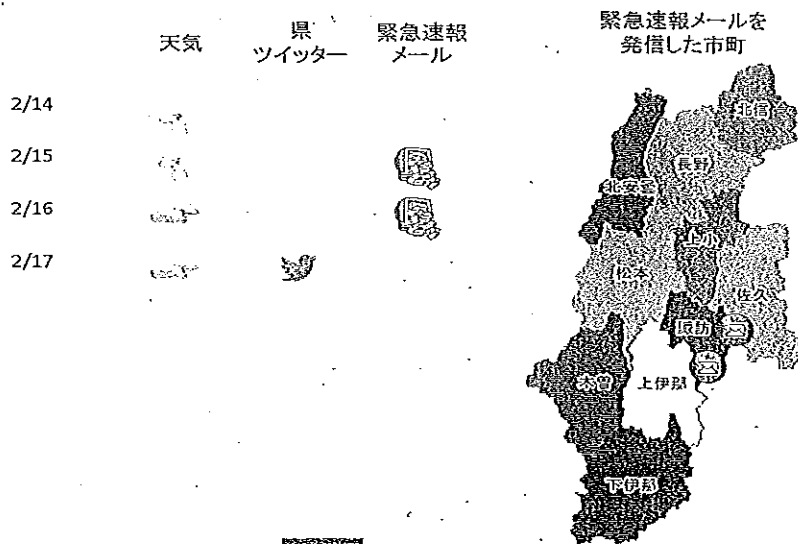 天気
県
ツイッター
緊急速報
メール
緊急速報メールを
発信した市町
2/14
2/15
2/16
2/17
北信
長野
北安曇
上小
松本
佐久
諏訪
木曽
上伊那
下伊那